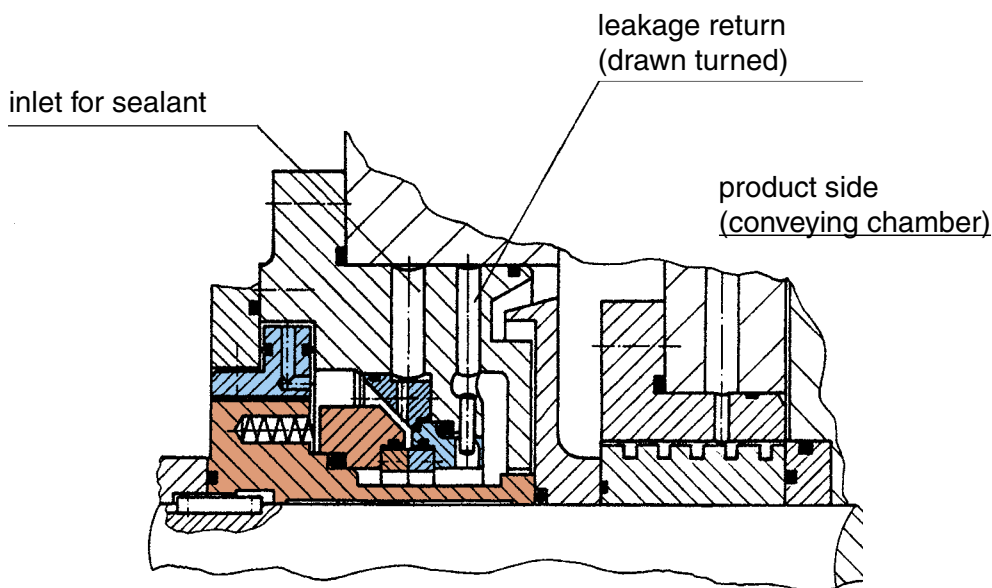 leakage return
(drawn turned)
inlet for sealant
product side
(conveying chamber)